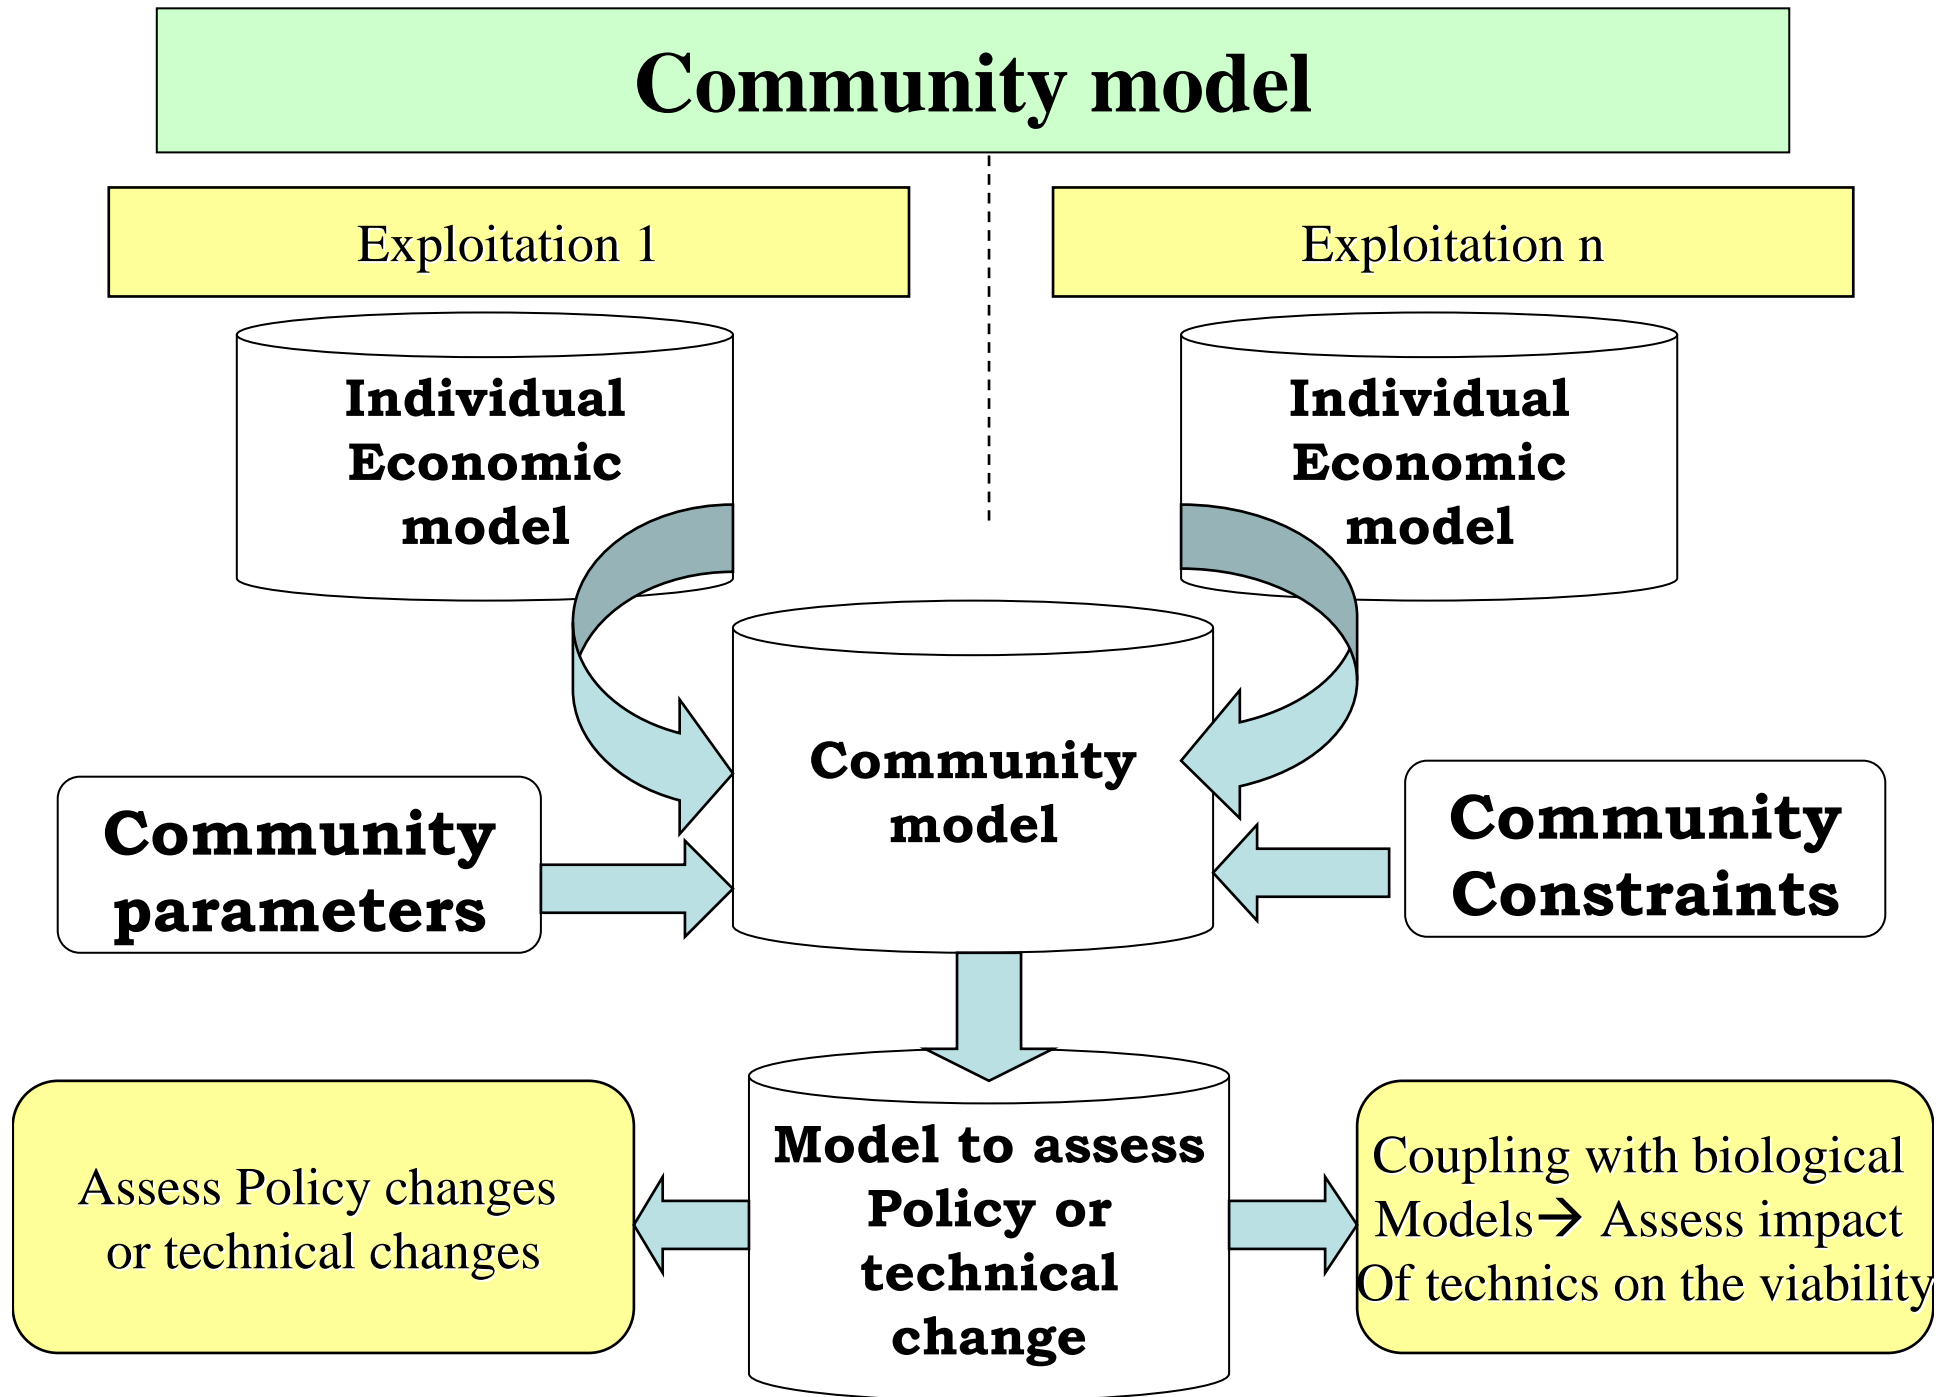 Community model
Exploitation 1
Exploitation n
Individual
Economic
model
Individual
Economic
model
Community
model
Community
parameters
Community
Constraints
Model to assess
Policy or
technical
change
Assess Policy changes
or technical changes
Coupling with biological
Models→ Assess impact
Of technics on the viability